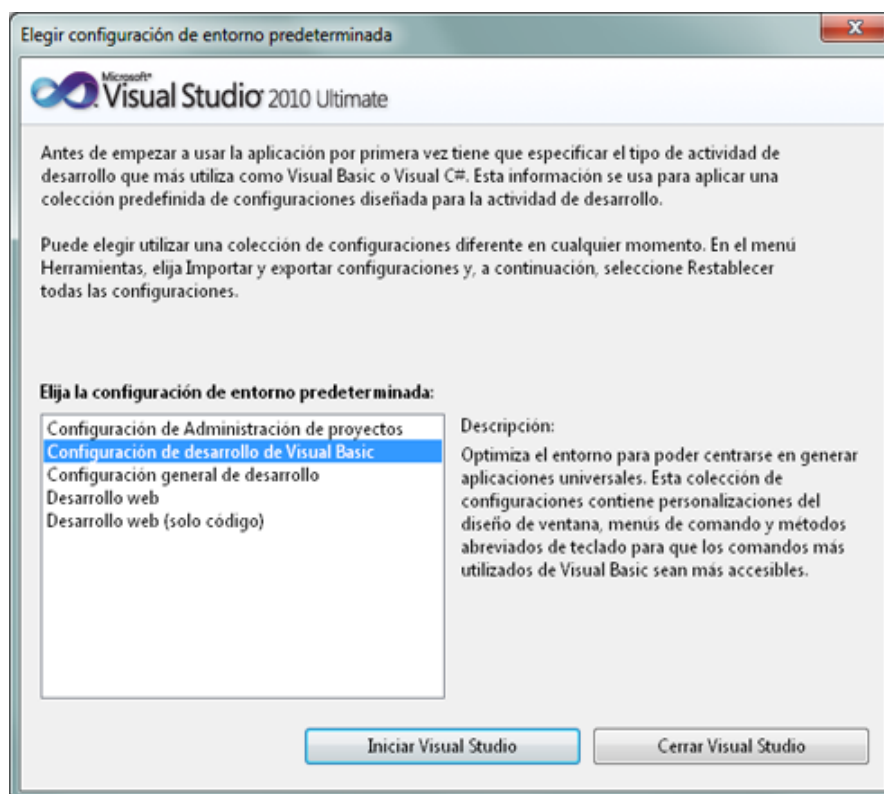 Elegir configuración de entorno predeterminada
Microsoft®
Visual Studio® 2010 Ultimate
Antes de empezar a usar la aplicación por primera vez tiene que especificar el tipo de actividad de
desarrollo que más utiliza como Visual Basic o Visual C#. Esta información se usa para aplicar una
colección predefinida de configuraciones diseñada para la actividad de desarrollo.
Puede elegir utilizar una colección de configuraciones diferente en cualquier momento. En el menú
Herramientas, elija Importar y exportar configuraciones y, a continuación, seleccione Restablecer
todas las configuraciones.
Elija la configuración de entorno predeterminada:
Configuración de Administración de proyectos
Configuración de desarrollo de Visual Basic
Configuración general de desarrollo
Desarrollo web
Desarrollo web (solo código)
Descripción:
Optimiza el entorno para poder centrarse en generar
aplicaciones universales. Esta colección de
configuraciones contiene personalizaciones del
diseño de ventana, menús de comando y métodos
abreviados de teclado para que los comandos más
utilizados de Visual Basic sean más accesibles.
Iniciar Visual Studio
Cerrar Visual Studio